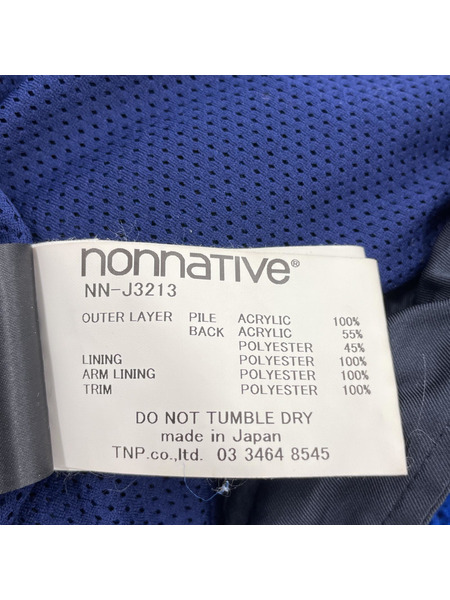 nonnative®
NN-J3213
OUTER LAYER PILE ACRYLIC 100%
BACK ACRYLIC 55%
POLYESTER 45%
LINING POLYESTER 100%
ARM LINING POLYESTER 100%
TRIM POLYESTER 100%
DO NOT TUMBLE DRY
made in Japan
TNP.co.,ltd. 03 3464 8545